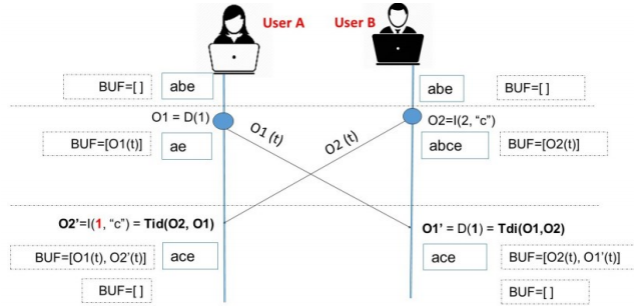 User A
User B
BUF=[ ]
abe
abe
BUF=[ ]
O1 = D(1)
O1 (t)
O2 (t)
O2=I(2, “c”)
BUF=[O1(t)]
ae
abce
BUF=[O2(t)]
O2’=I(1, “c”) = Tid(O2, O1)
O1’ = D(1) = Tdi(O1,O2)
BUF=[O1(t), O2’(t)]
ace
ace
BUF=[O2(t), O1’(t)]
BUF=[ ]
BUF=[ ]